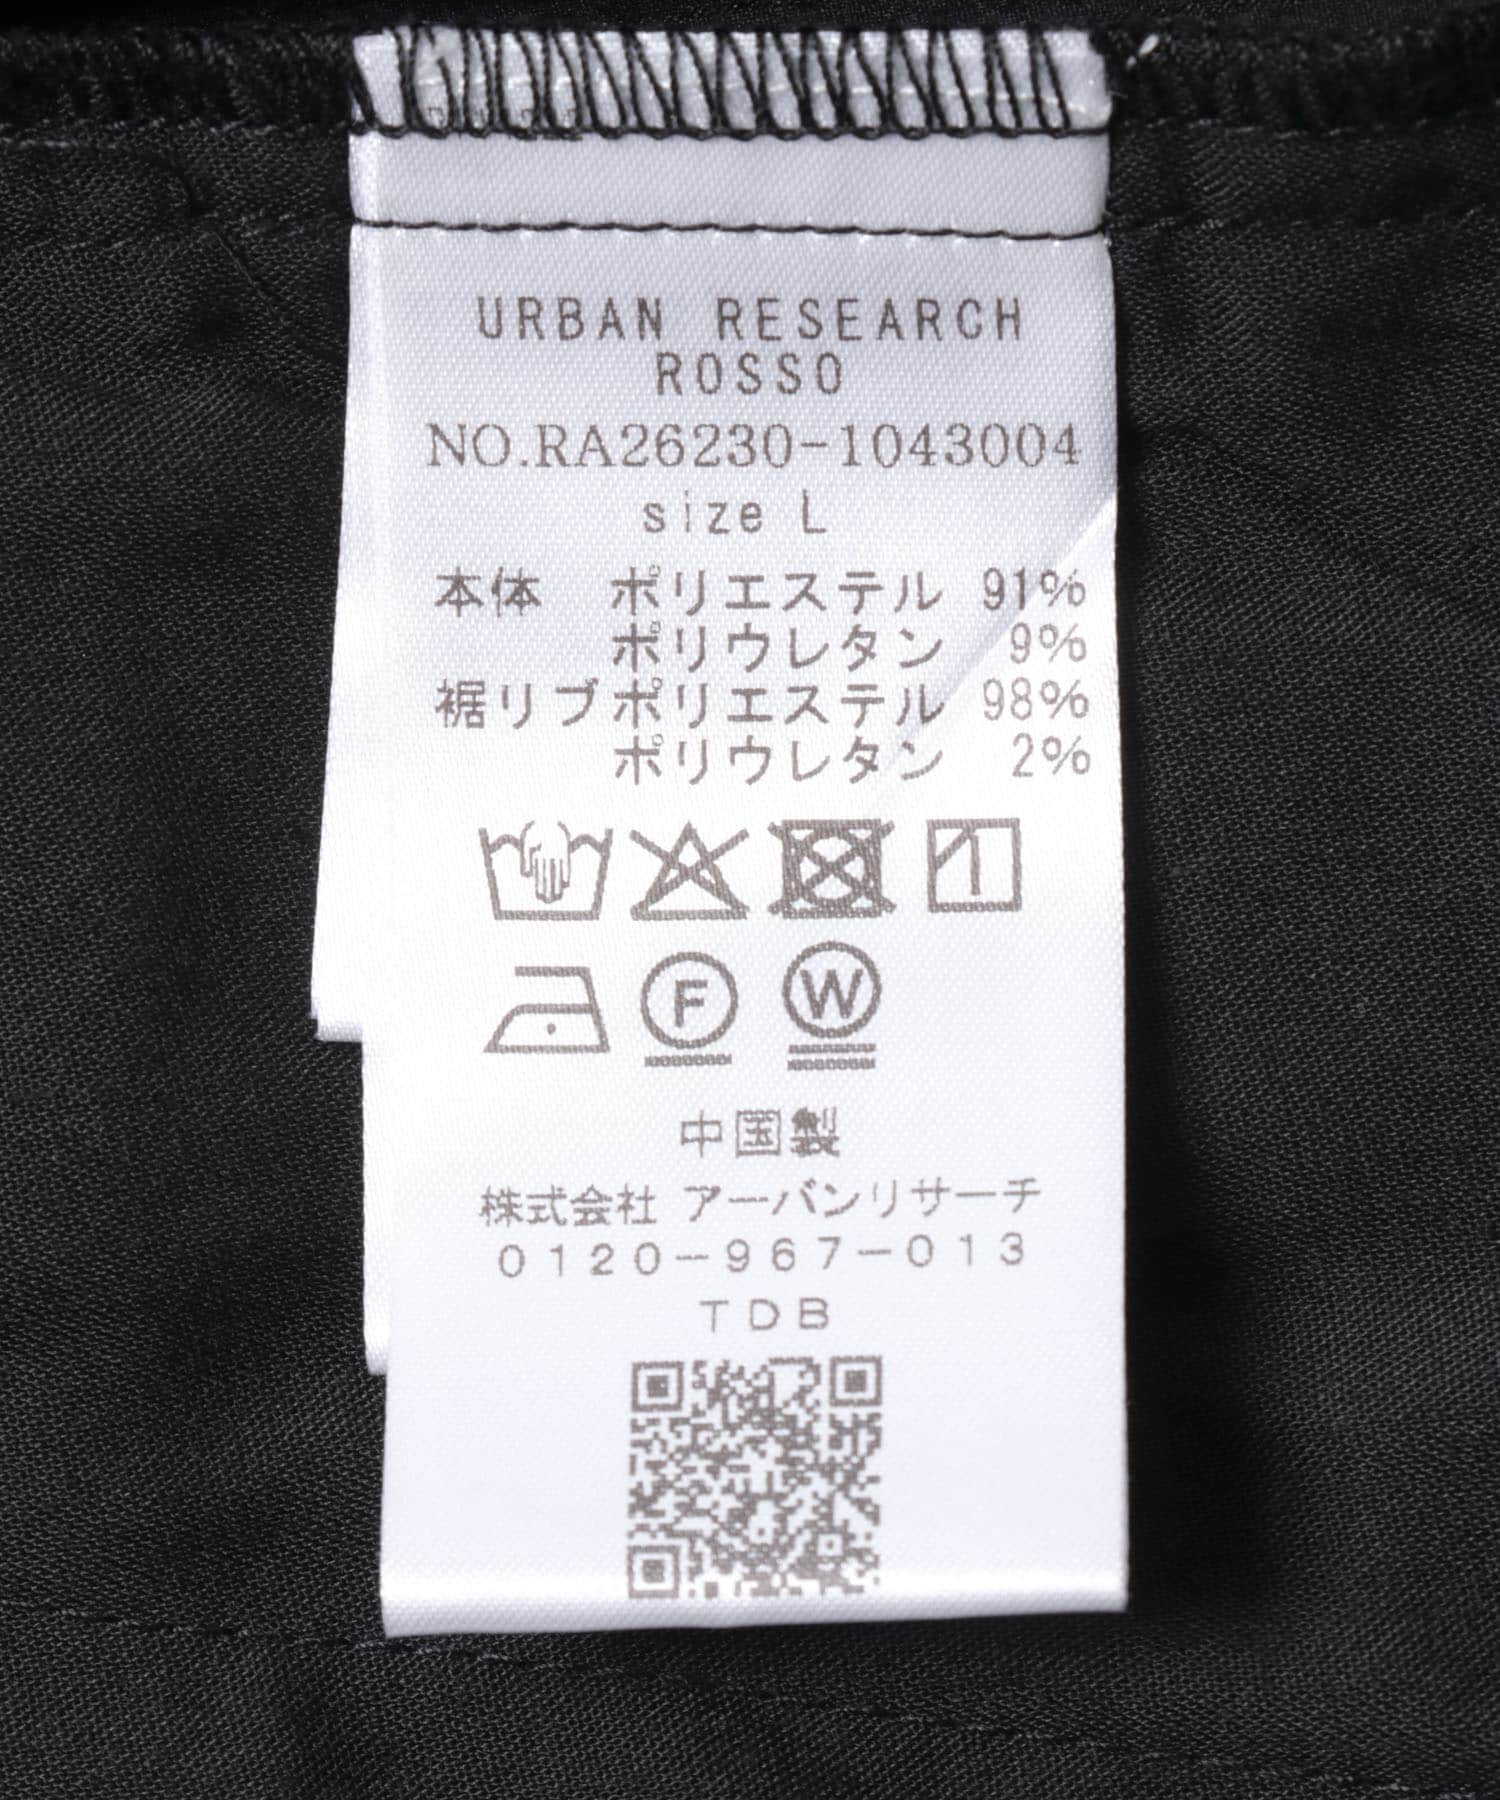 URBAN RESEARCH
ROSSO
NO.RA26230-1043004
size L
本体 ポリエステル 91%
ポリウレタン 9%
裾リブポリエステル 98%
ポリウレタン 2%
1
F W
中国製
株式会社 アーバンリサーチ
0120-967-013
TDB